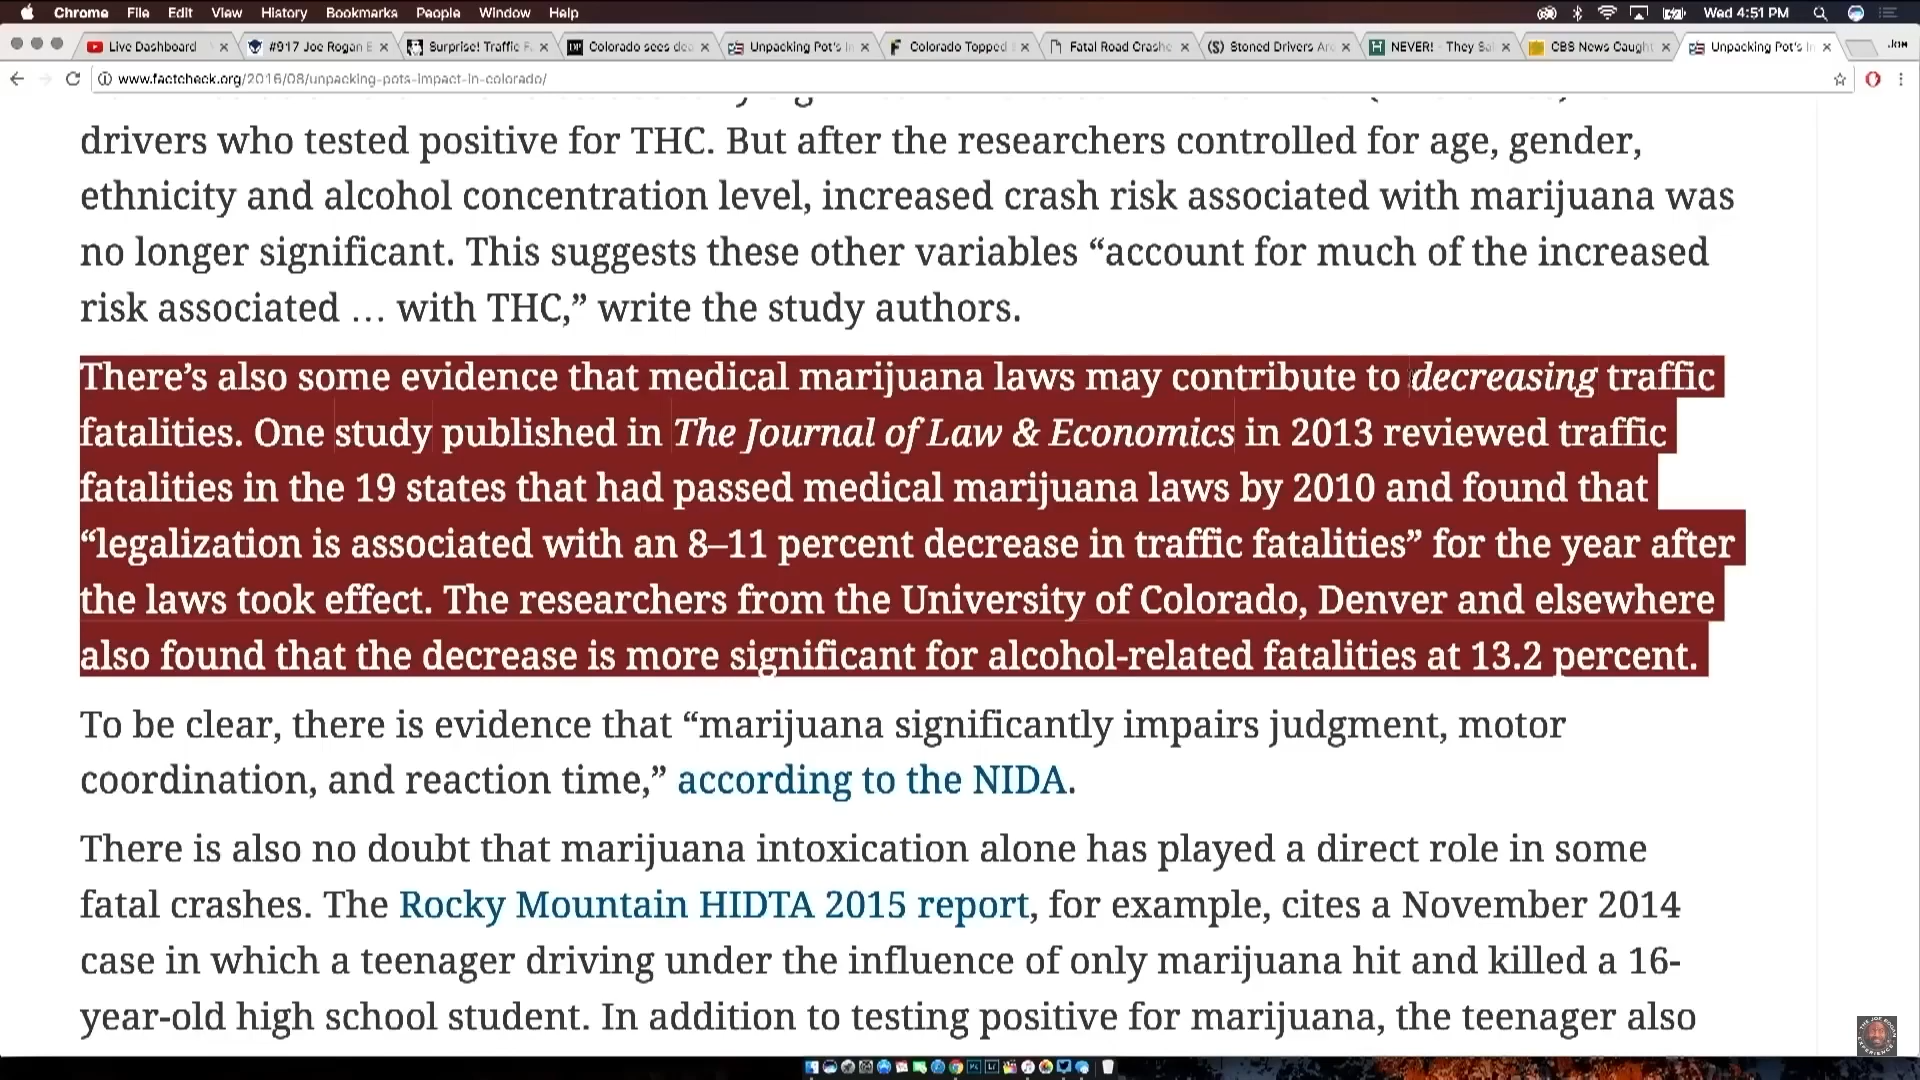 Chrome File Edit View History Bookmarks People Window Help Wed 4:51 PM
Live Dashboard #917 Joe Rogan E Surprise! Traffic F Colorado sees dea Unpacking Pot's In Colorado Topped Fatal Road Crashe Stoned Drivers Are NEVER! - They Sa CBS News Caught Unpacking Pot's In Jon
www.factcheck.org/2016/08/unpacking-pots-impact-in-colorado/
drivers who tested positive for THC. But after the researchers controlled for age, gender,
ethnicity and alcohol concentration level, increased crash risk associated with marijuana was
no longer significant. This suggests these other variables “account for much of the increased
risk associated … with THC,” write the study authors.
There’s also some evidence that medical marijuana laws may contribute to decreasing traffic
fatalities. One study published in The Journal of Law & Economics in 2013 reviewed traffic
fatalities in the 19 states that had passed medical marijuana laws by 2010 and found that
“legalization is associated with an 8–11 percent decrease in traffic fatalities” for the year after
the laws took effect. The researchers from the University of Colorado, Denver and elsewhere
also found that the decrease is more significant for alcohol-related fatalities at 13.2 percent.
To be clear, there is evidence that “marijuana significantly impairs judgment, motor
coordination, and reaction time,” according to the NIDA.
There is also no doubt that marijuana intoxication alone has played a direct role in some
fatal crashes. The Rocky Mountain HIDTA 2015 report, for example, cites a November 2014
case in which a teenager driving under the influence of only marijuana hit and killed a 16-
year-old high school student. In addition to testing positive for marijuana, the teenager also